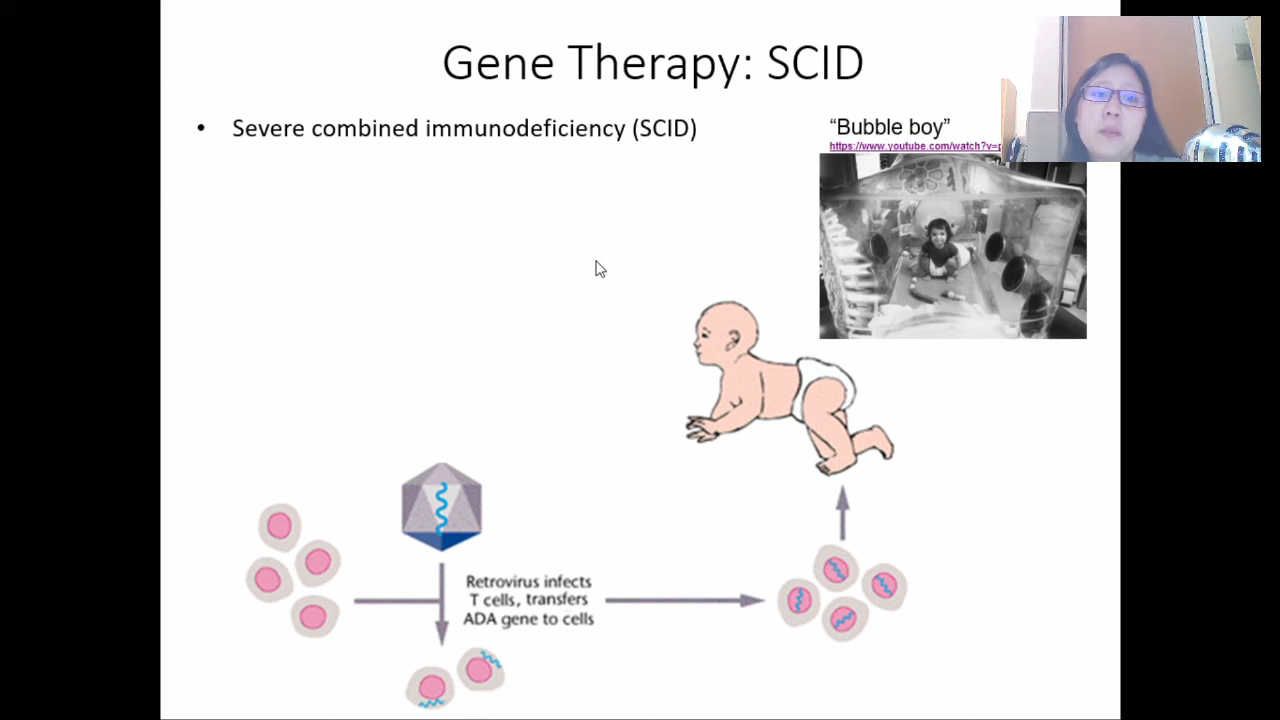 Gene Therapy: SCID
• Severe combined immunodeficiency (SCID)
“Bubble boy”
https://www.youtube.com/watch?v=
Retrovirus infects
T cells, transfers
ADA gene to cells